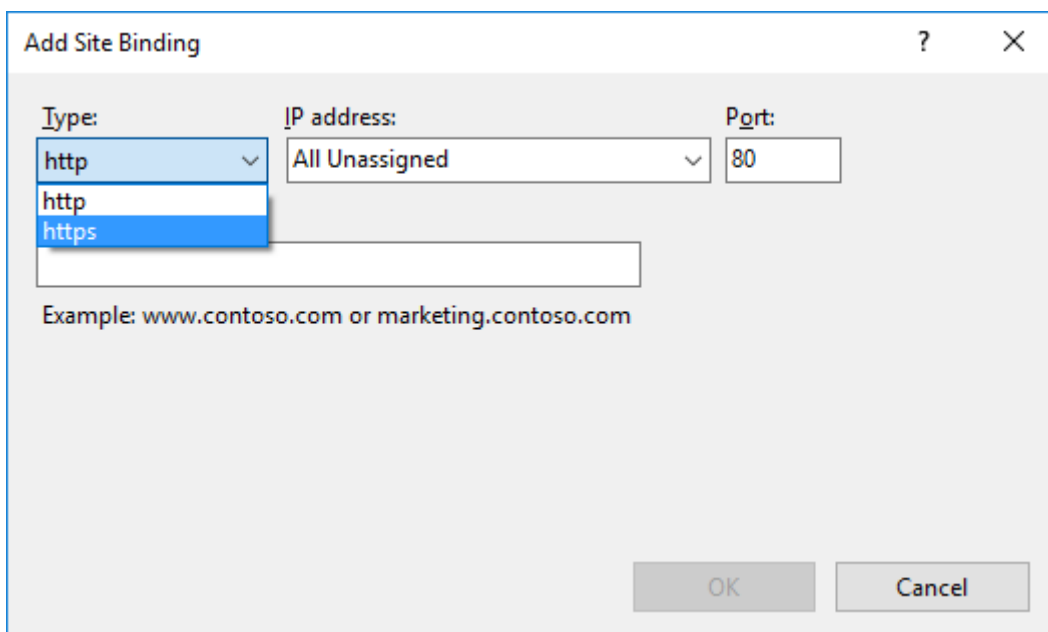 Add Site Binding ? ×
Type: IP address: Port:
http All Unassigned 80
http
https
Example: www.contoso.com or marketing.contoso.com
OK Cancel